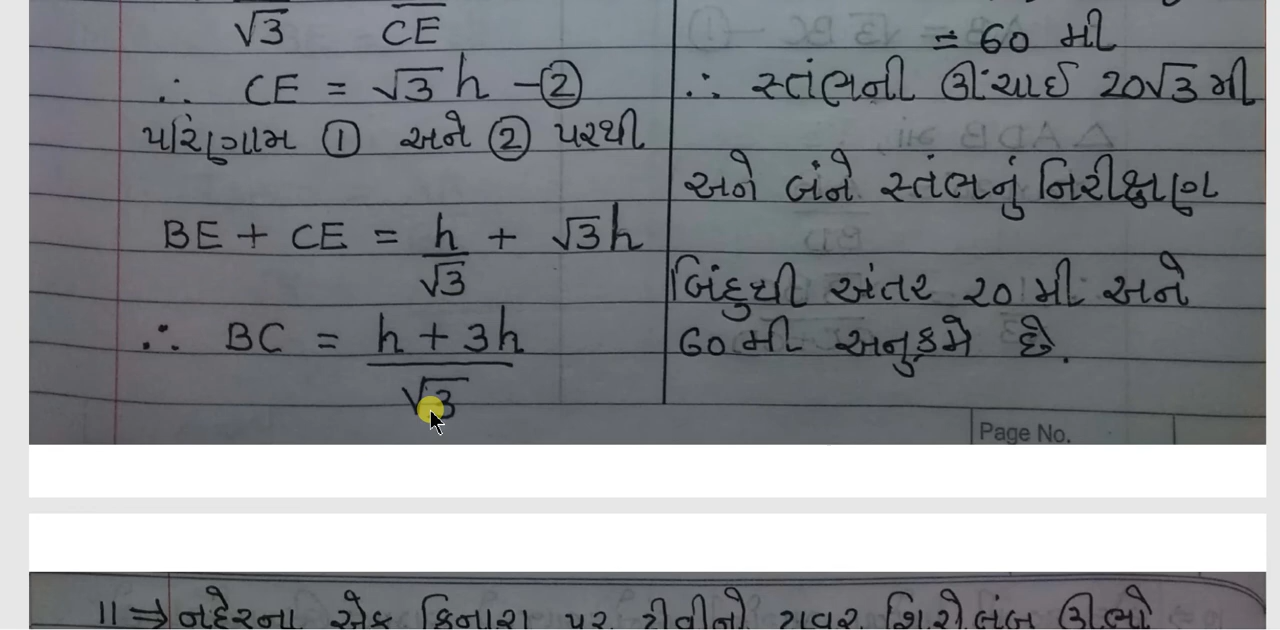 √3 CE
∴ CE = √3 h - ②
પરિણામ ① અને ② પરથી
BE + CE = h/√3 + √3 h
∴ BC = h + 3h / √3
= 60 મી
∴ સ્તંભની ઊંચાઈ 20√3 મી
અને બંને સ્તંભનું નિરીક્ષણ
બિંદુથી અંતર 20 મી અને
60 મી અનુક્રમે છે.
Page No.
11 ⇒ નહેરના એક કિનારા પર ટીવીનો ટાવર શિરોલંબ ઊભો